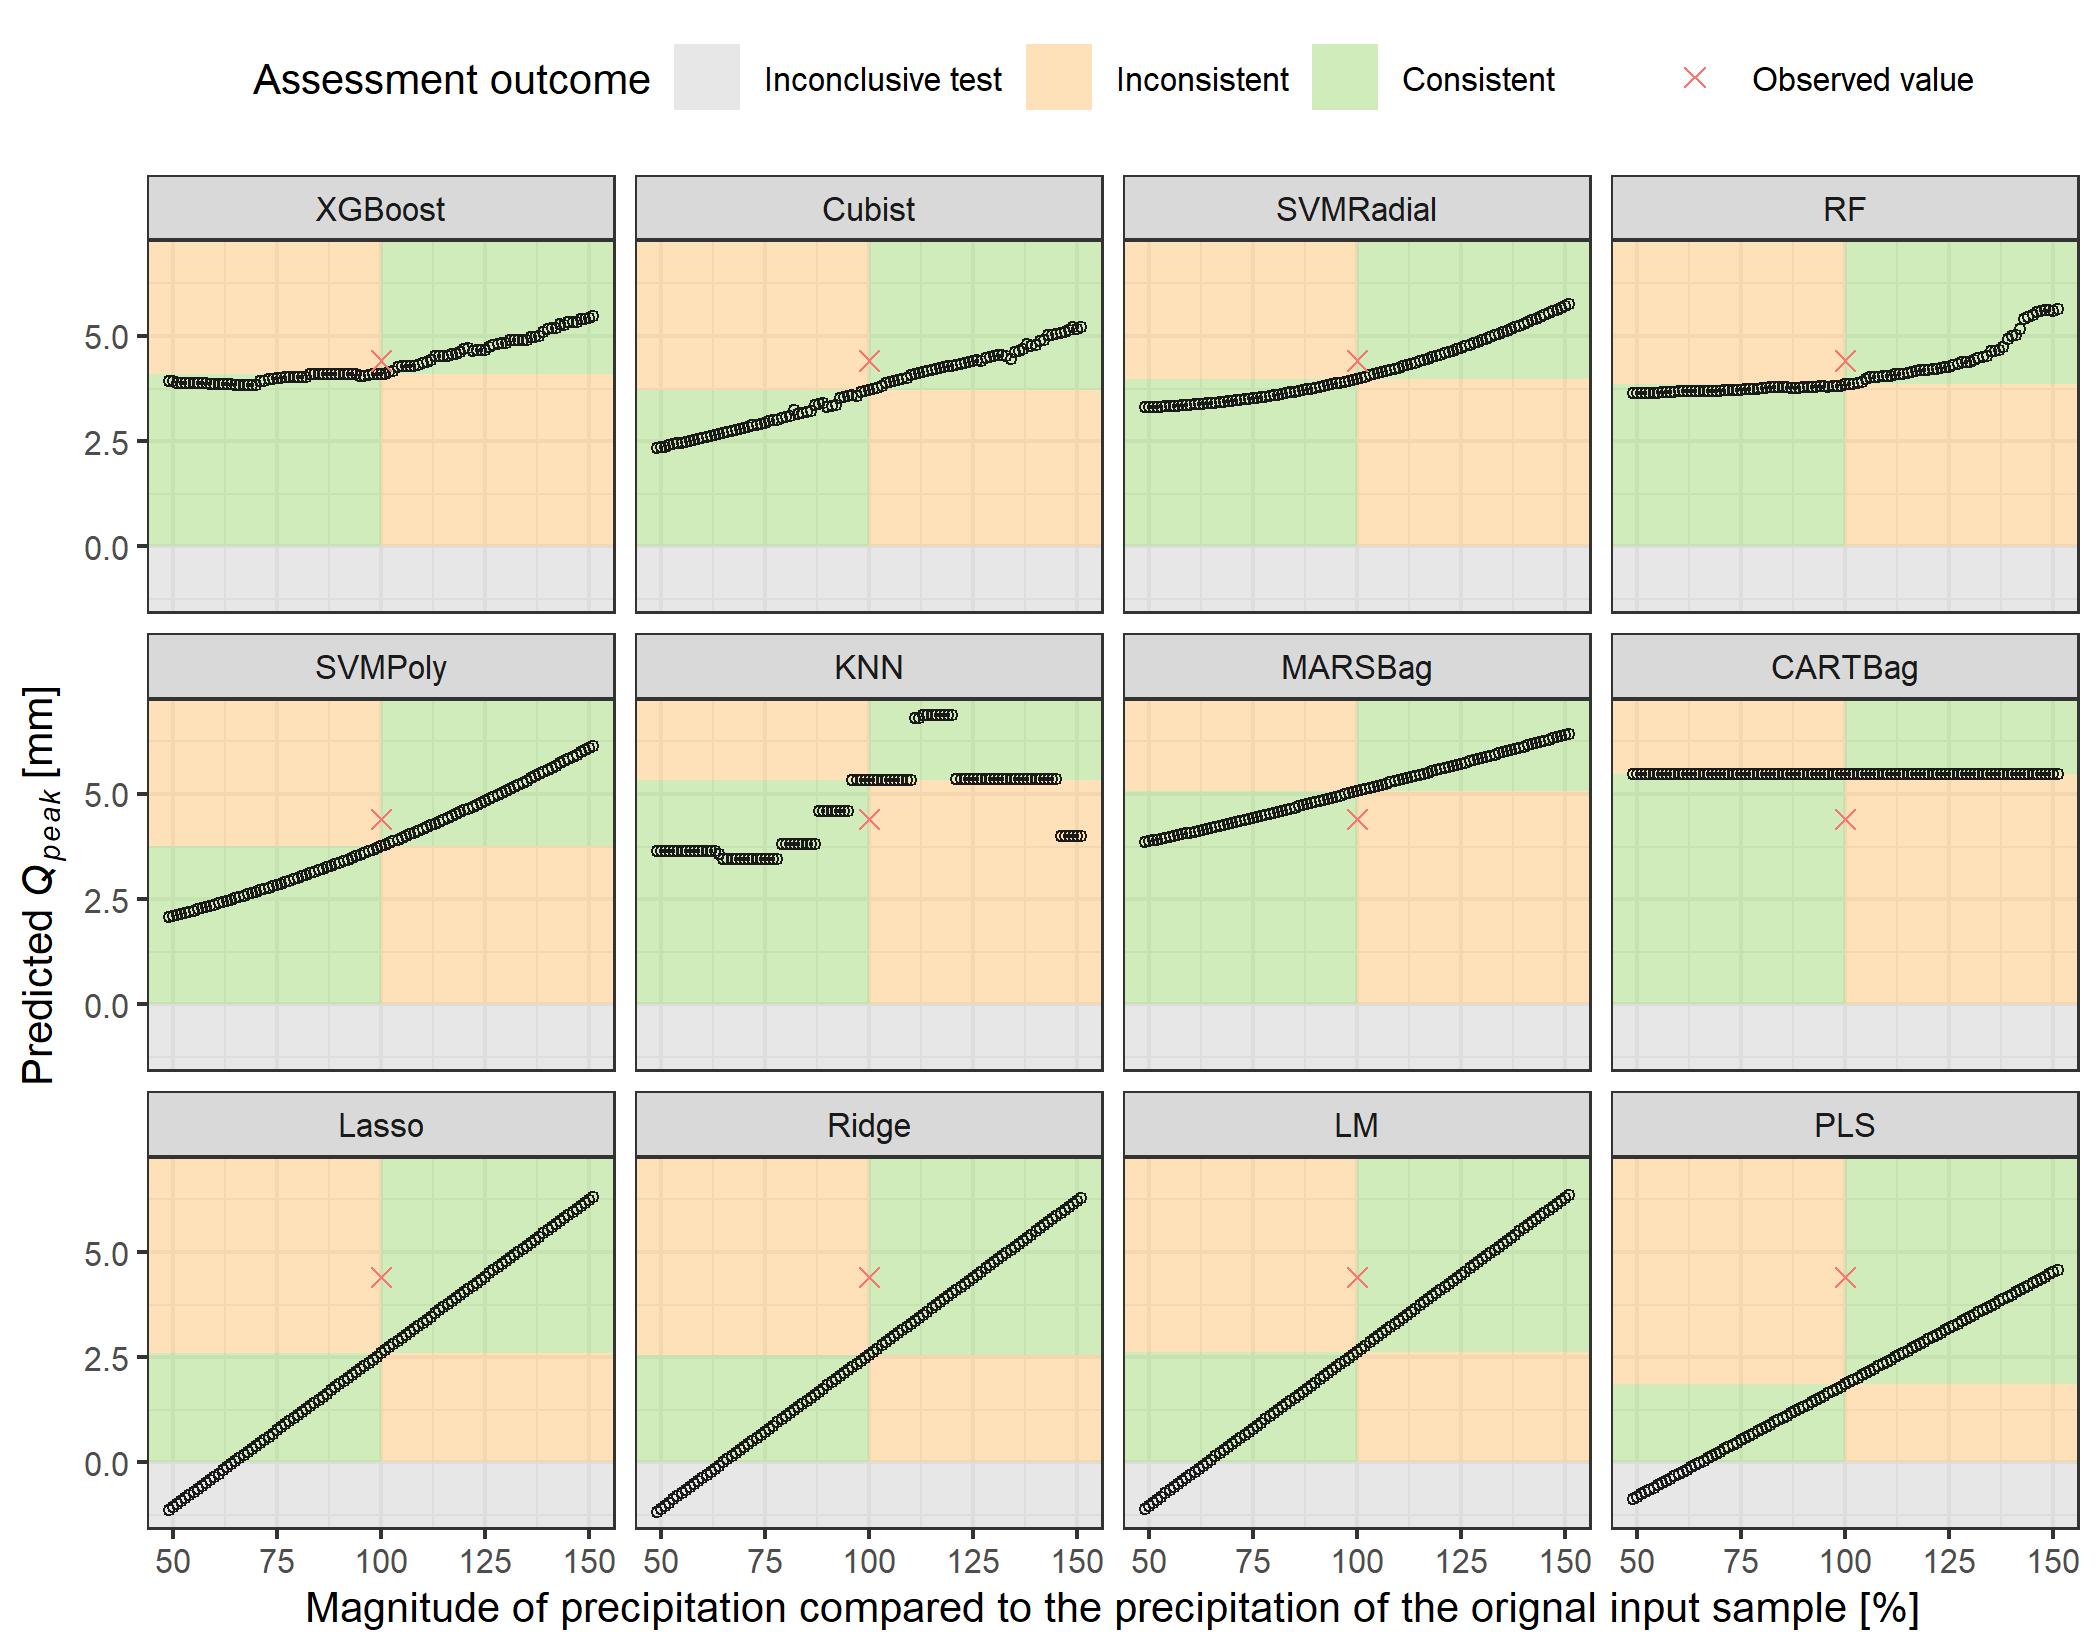 Assessment outcome Inconclusive test Inconsistent Consistent Observed value
XGBoost Cubist SVMRadial RF
5.0
2.5
0.0
SVMPoly KNN MARSBag CARTBag
5.0
2.5
0.0
Predicted Qpeak [mm]
Lasso Ridge LM PLS
5.0
2.5
0.0
50 75 100 125 150 50 75 100 125 150 50 75 100 125 150 50 75 100 125 150
Magnitude of precipitation compared to the precipitation of the orignal input sample [%]